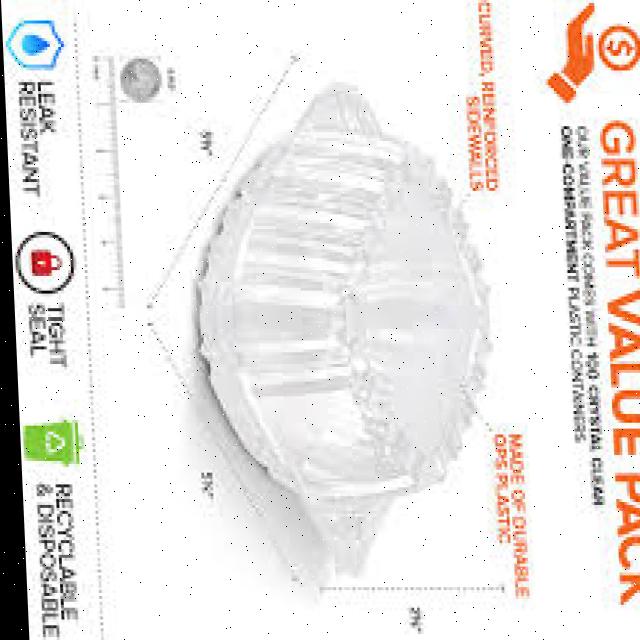 GREAT VALUE PACK
OUR VALUE PACK COMES WITH 100 CRYSTAL CLEAR
ONE COMPARTMENT PLASTIC CONTAINERS
CURVED, REINFORCED
SIDEWALLS
MADE OF DURABLE
OPS PLASTIC
LEAK
RESISTANT
TIGHT
SEAL
RECYCLABLE
& DISPOSABLE